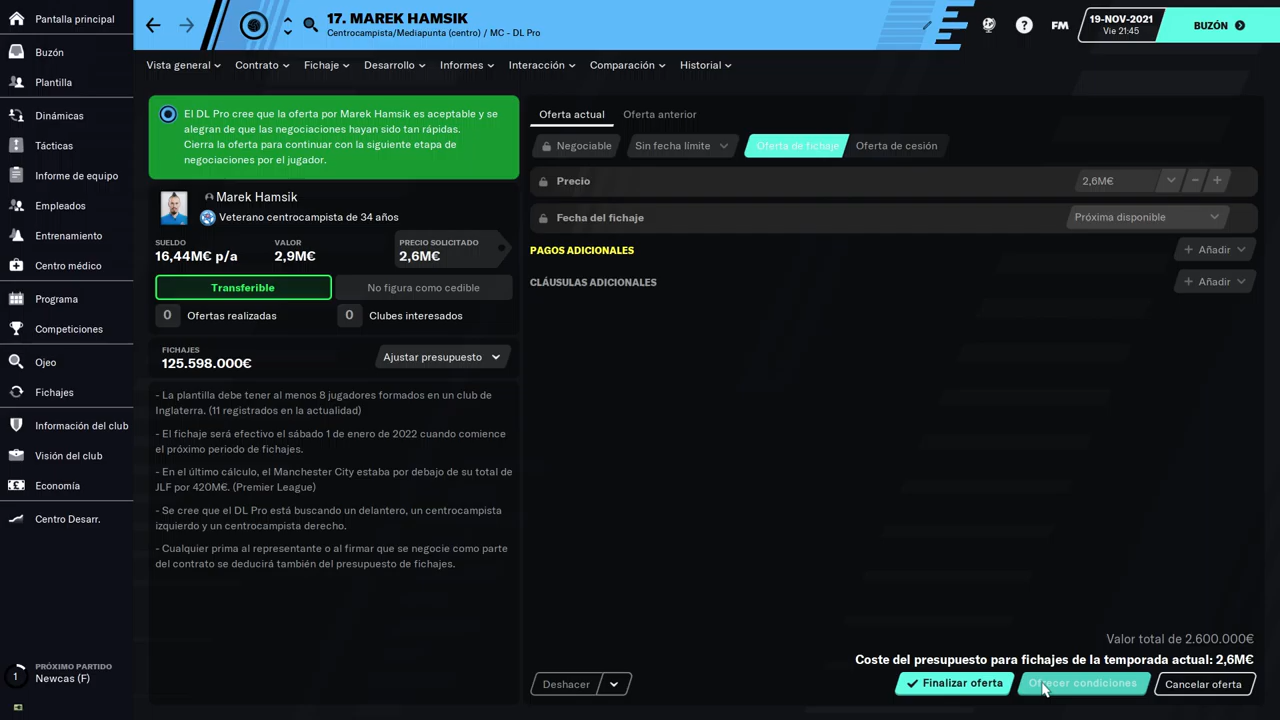 Pantalla principal
Buzón
Plantilla
Dinámicas
Tácticas
Informe de equipo
Empleados
Entrenamiento
Centro médico
Programa
Competiciones
Ojeo
Fichajes
Información del club
Visión del club
Economía
Centro Desarr.
1
PRÓXIMO PARTIDO
Newcas (F)
17. MAREK HAMSIK
Centrocampista/Mediapunta (centro) / MC - DL Pro
FM
19-NOV-2021
Vie 21:45
BUZÓN
Vista general
Contrato
Fichaje
Desarrollo
Informes
Interacción
Comparación
Historial
El DL Pro cree que la oferta por Marek Hamsik es aceptable y se
alegran de que las negociaciones hayan sido tan rápidas.
Cierra la oferta para continuar con la siguiente etapa de
negociaciones por el jugador.
Marek Hamsik
Veterano centrocampista de 34 años
SUELDO
16,44M€ p/a
VALOR
2,9M€
PRECIO SOLICITADO
2,6M€
Transferible
No figura como cedible
0 Ofertas realizadas
0 Clubes interesados
FICHAJES
125.598.000€
Ajustar presupuesto
- La plantilla debe tener al menos 8 jugadores formados en un club de
Inglaterra. (11 registrados en la actualidad)
- El fichaje será efectivo el sábado 1 de enero de 2022 cuando comience
el próximo periodo de fichajes.
- En el último cálculo, el Manchester City estaba por debajo de su total de
JLF por 420M€. (Premier League)
- Se cree que el DL Pro está buscando un delantero, un centrocampista
izquierdo y un centrocampista derecho.
- Cualquier prima al representante o al firmar que se negocie como parte
del contrato se deducirá también del presupuesto de fichajes.
Oferta actual
Oferta anterior
Negociable
Sin fecha límite
Oferta de fichaje
Oferta de cesión
Precio
2,6M€
Fecha del fichaje
Próxima disponible
PAGOS ADICIONALES
Añadir
CLÁUSULAS ADICIONALES
Añadir
Valor total de 2.600.000€
Coste del presupuesto para fichajes de la temporada actual: 2,6M€
Deshacer
Finalizar oferta
Ofrecer condiciones
Cancelar oferta